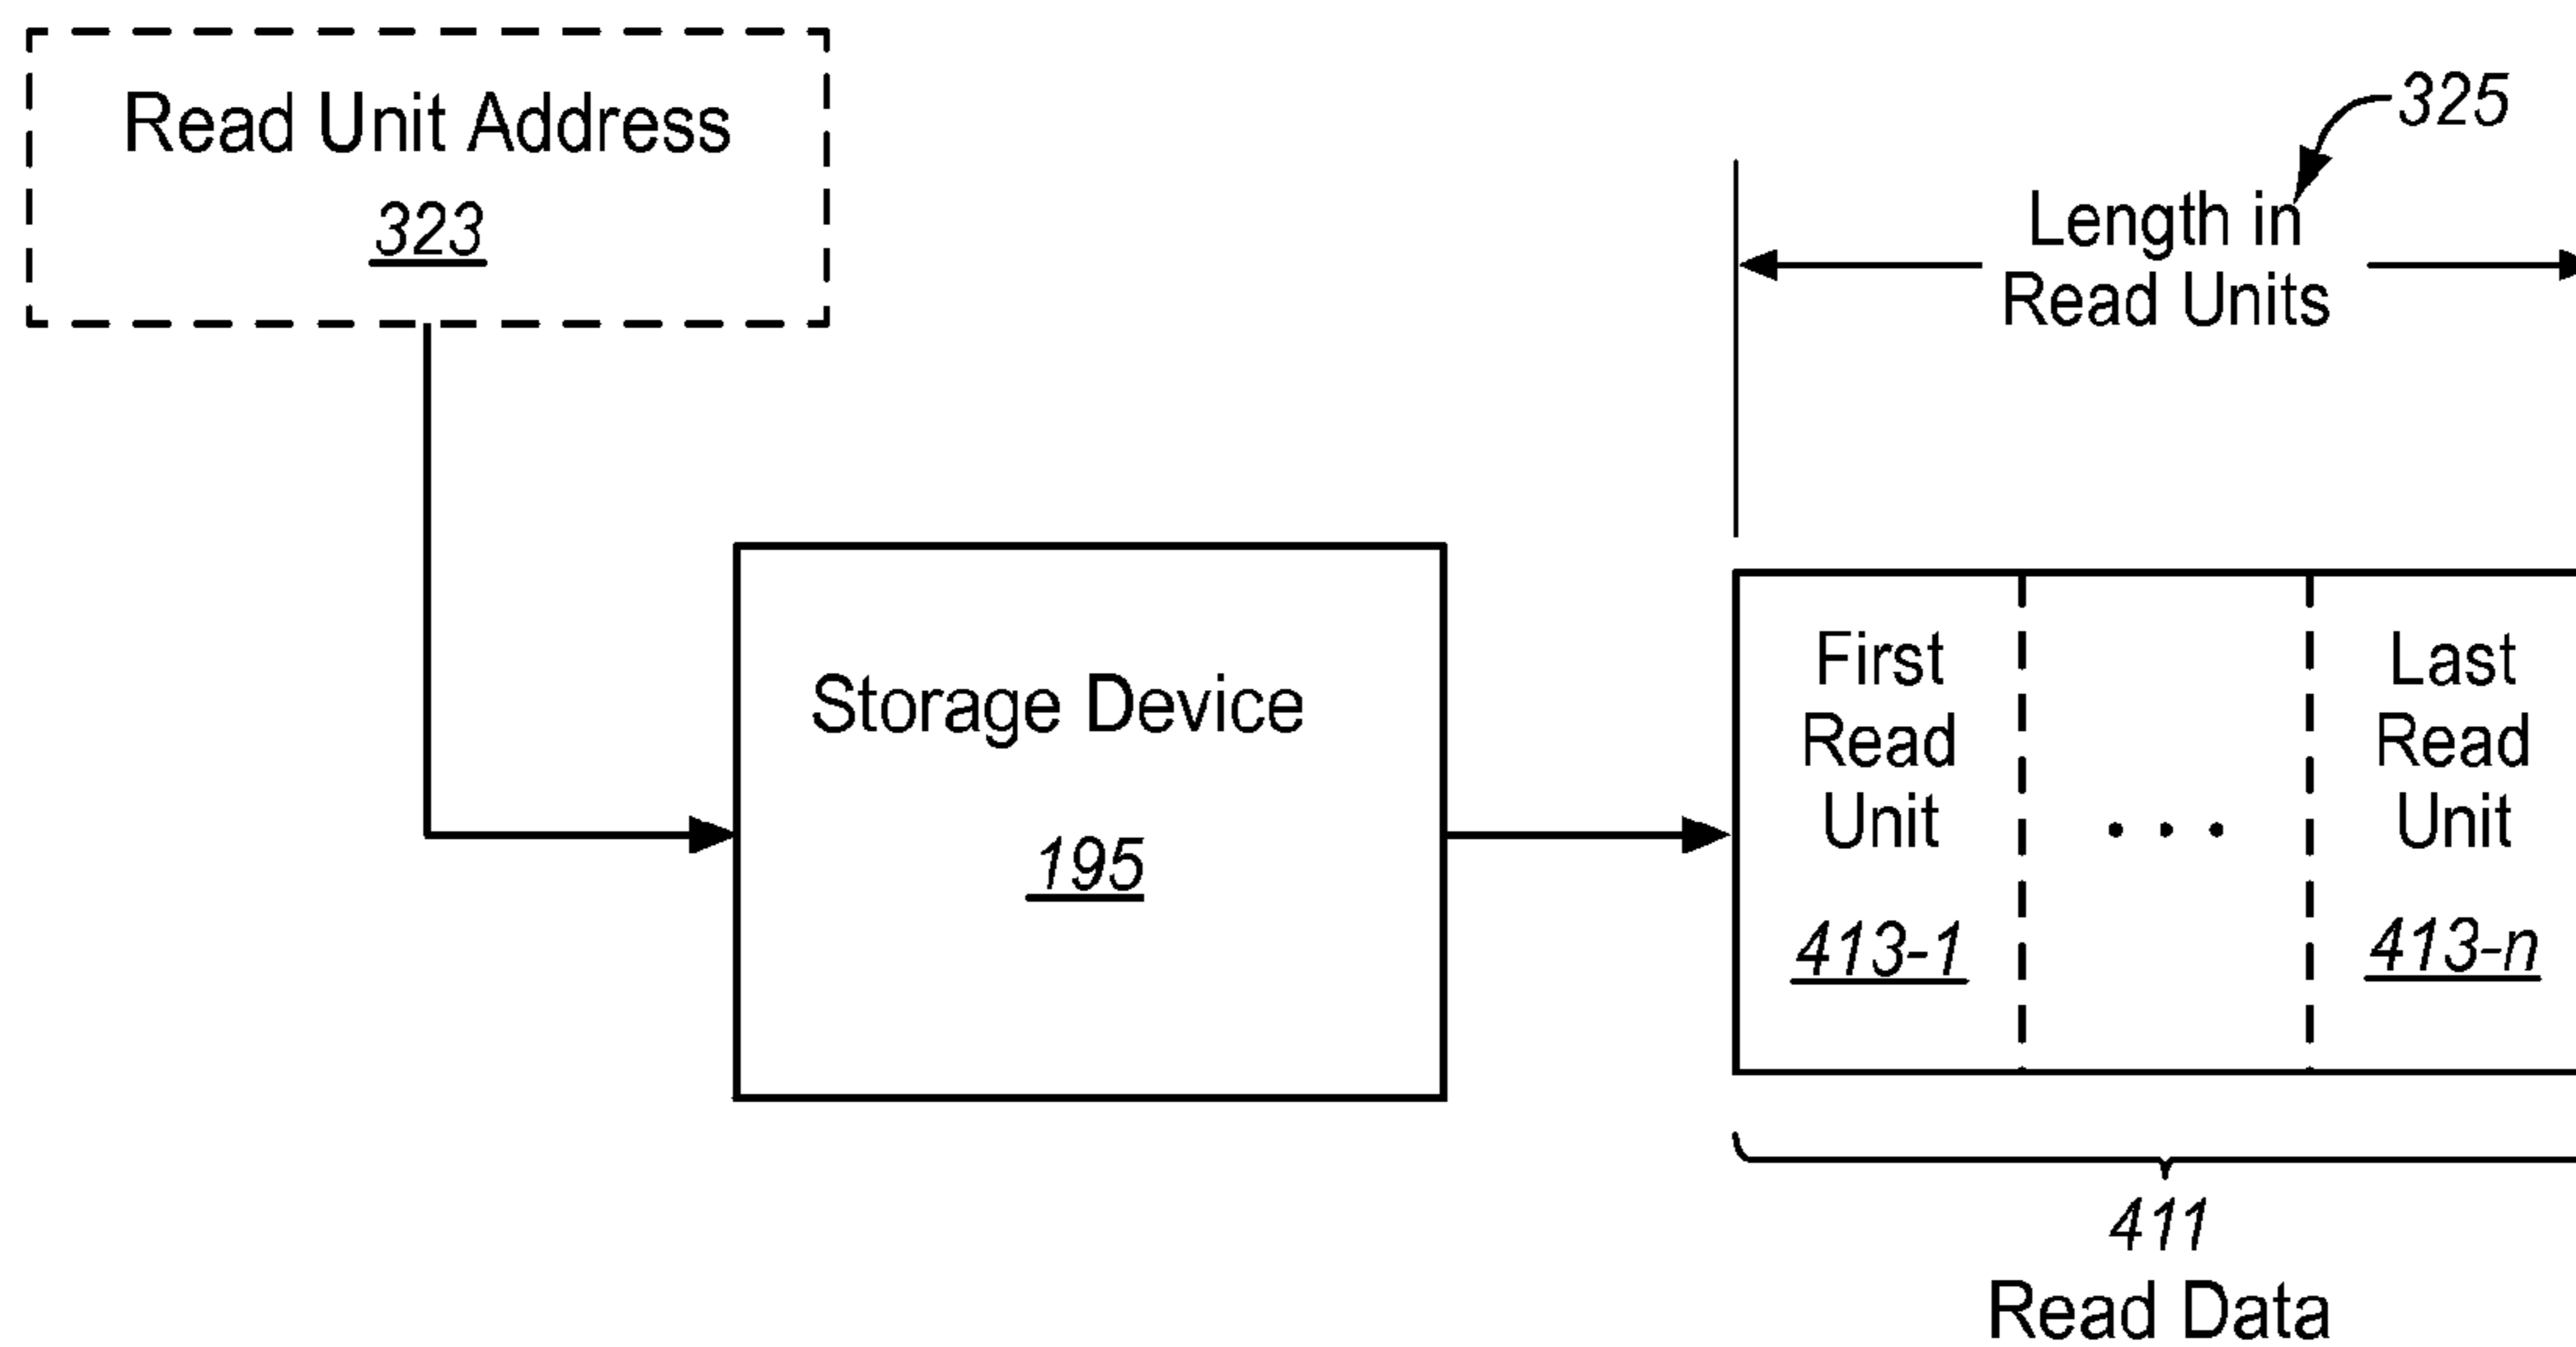 Read Unit Address
323
325
Length in
Read Units
Storage Device
195
First
Read
Unit
413-1
. . .
Last
Read
Unit
413-n
411
Read Data